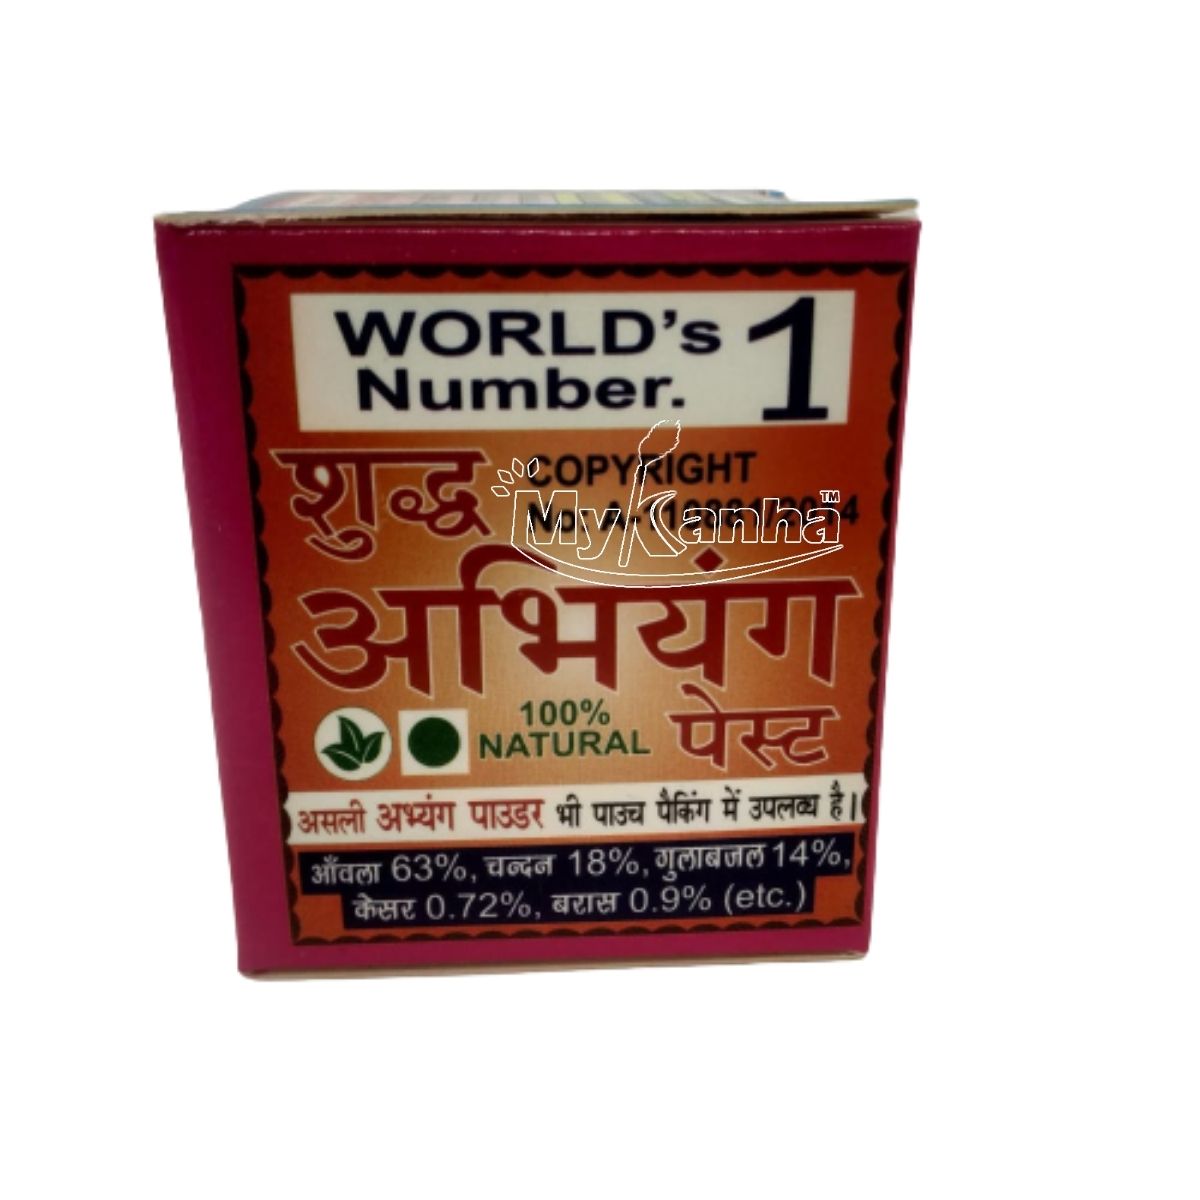 WORLD's
Number. 1
शुद्ध
COPYRIGHT
MyKanha™
अभियंग
100%
NATURAL
पेस्ट
असली अभ्यंग पाउडर भी पाउच पैकिंग में उपलब्ध है।
आँवला 63%, चन्दन 18%, गुलाबजल 14%,
केसर 0.72%, बरास 0.9% (etc.)